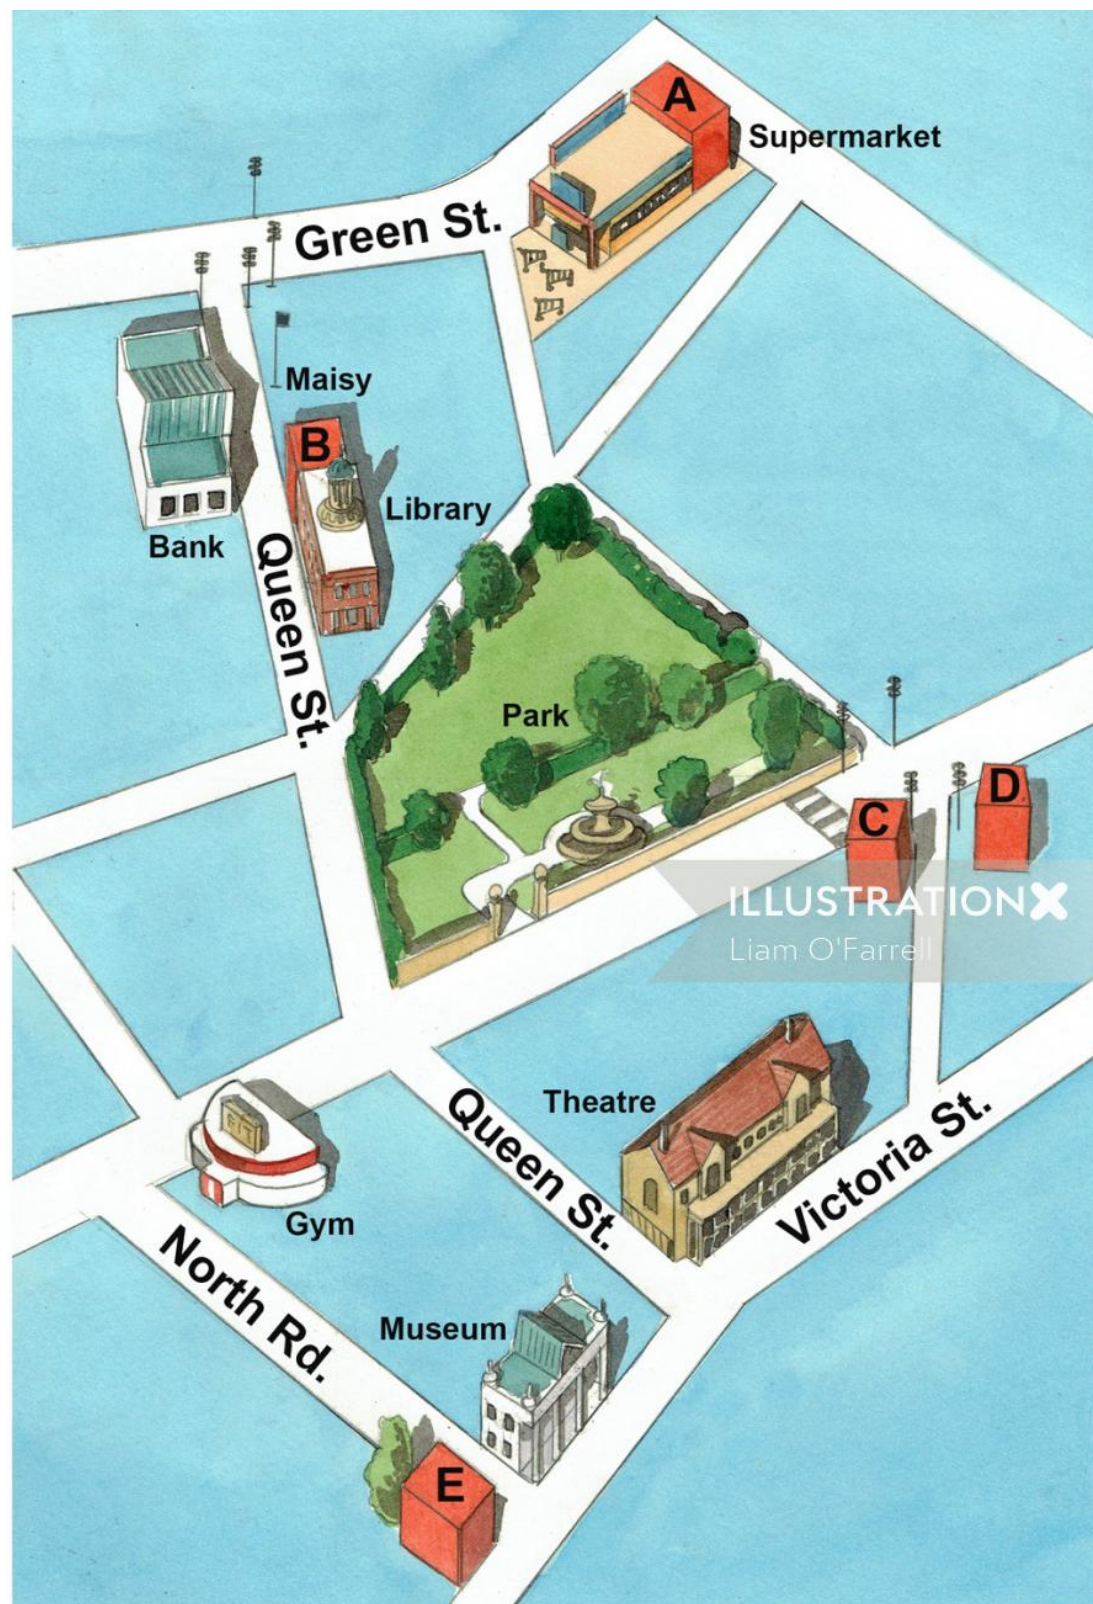 A
Supermarket
Green St.
Maisy
B
Library
Bank
Queen St.
Park
D
C
ILLUSTRATIONX
Liam O'Farrell
Theatre
Queen St.
Victoria St.
FIT
Gym
North Rd.
Museum
E